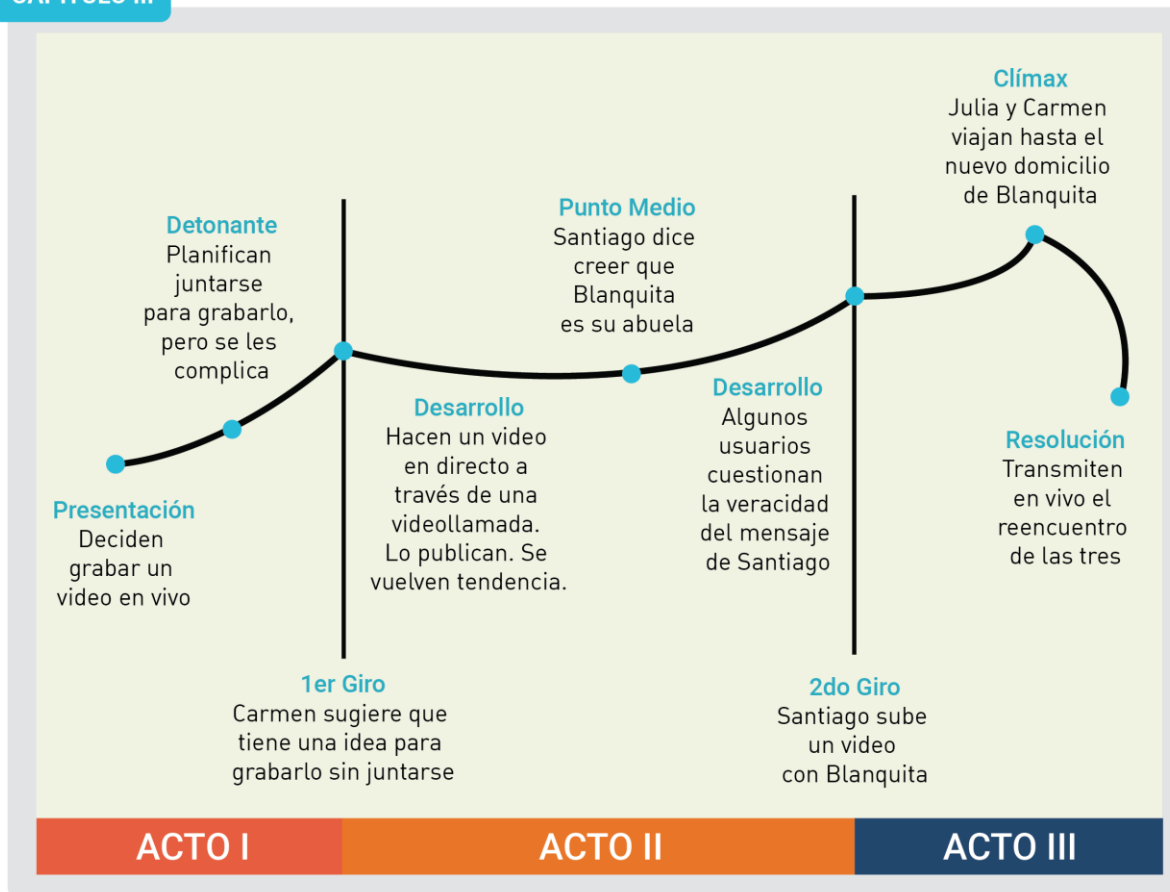 CAPÍTULO III
Presentación
Deciden
grabar un
video en vivo
Detonante
Planifican
juntarse
para grabarlo,
pero se les
complica
1er Giro
Carmen sugiere que
tiene una idea para
grabarlo sin juntarse
Desarrollo
Hacen un video
en directo a
través de una
videollamada.
Lo publican. Se
vuelven tendencia.
Punto Medio
Santiago dice
creer que
Blanquita
es su abuela
Desarrollo
Algunos
usuarios
cuestionan
la veracidad
del mensaje
de Santiago
2do Giro
Santiago sube
un video
con Blanquita
Clímax
Julia y Carmen
viajan hasta el
nuevo domicilio
de Blanquita
Resolución
Transmiten
en vivo el
reencuentro
de las tres
ACTO I
ACTO II
ACTO III